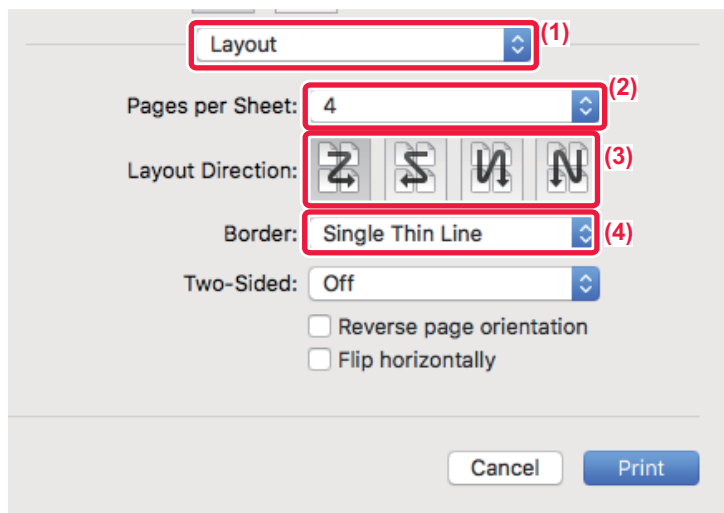 Layout (1)
Pages per Sheet: 4 (2)
Layout Direction: (3)
Border: Single Thin Line (4)
Two-Sided: Off
Reverse page orientation
Flip horizontally
Cancel Print